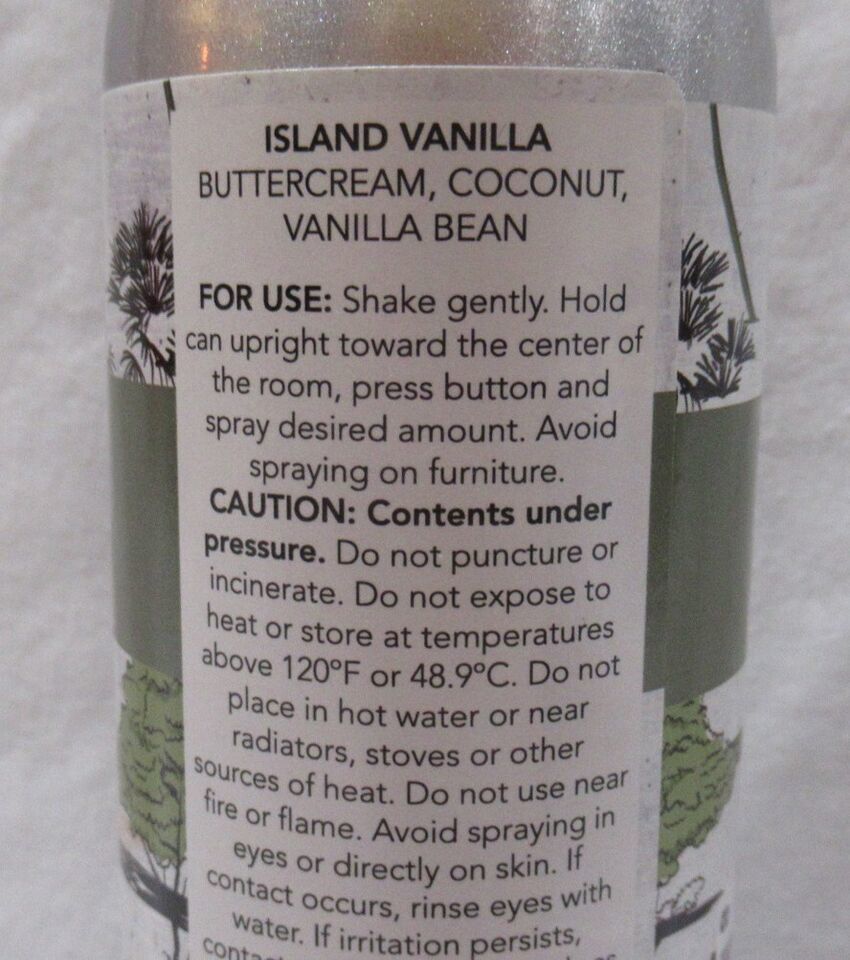 ISLAND VANILLA
BUTTERCREAM, COCONUT,
VANILLA BEAN
FOR USE: Shake gently. Hold
can upright toward the center of
the room, press button and
spray desired amount. Avoid
spraying on furniture.
CAUTION: Contents under
pressure. Do not puncture or
incinerate. Do not expose to
heat or store at temperatures
above 120°F or 48.9°C. Do not
place in hot water or near
radiators, stoves or other
sources of heat. Do not use near
fire or flame. Avoid spraying in
eyes or directly on skin. If
contact occurs, rinse eyes with
water. If irritation persists,